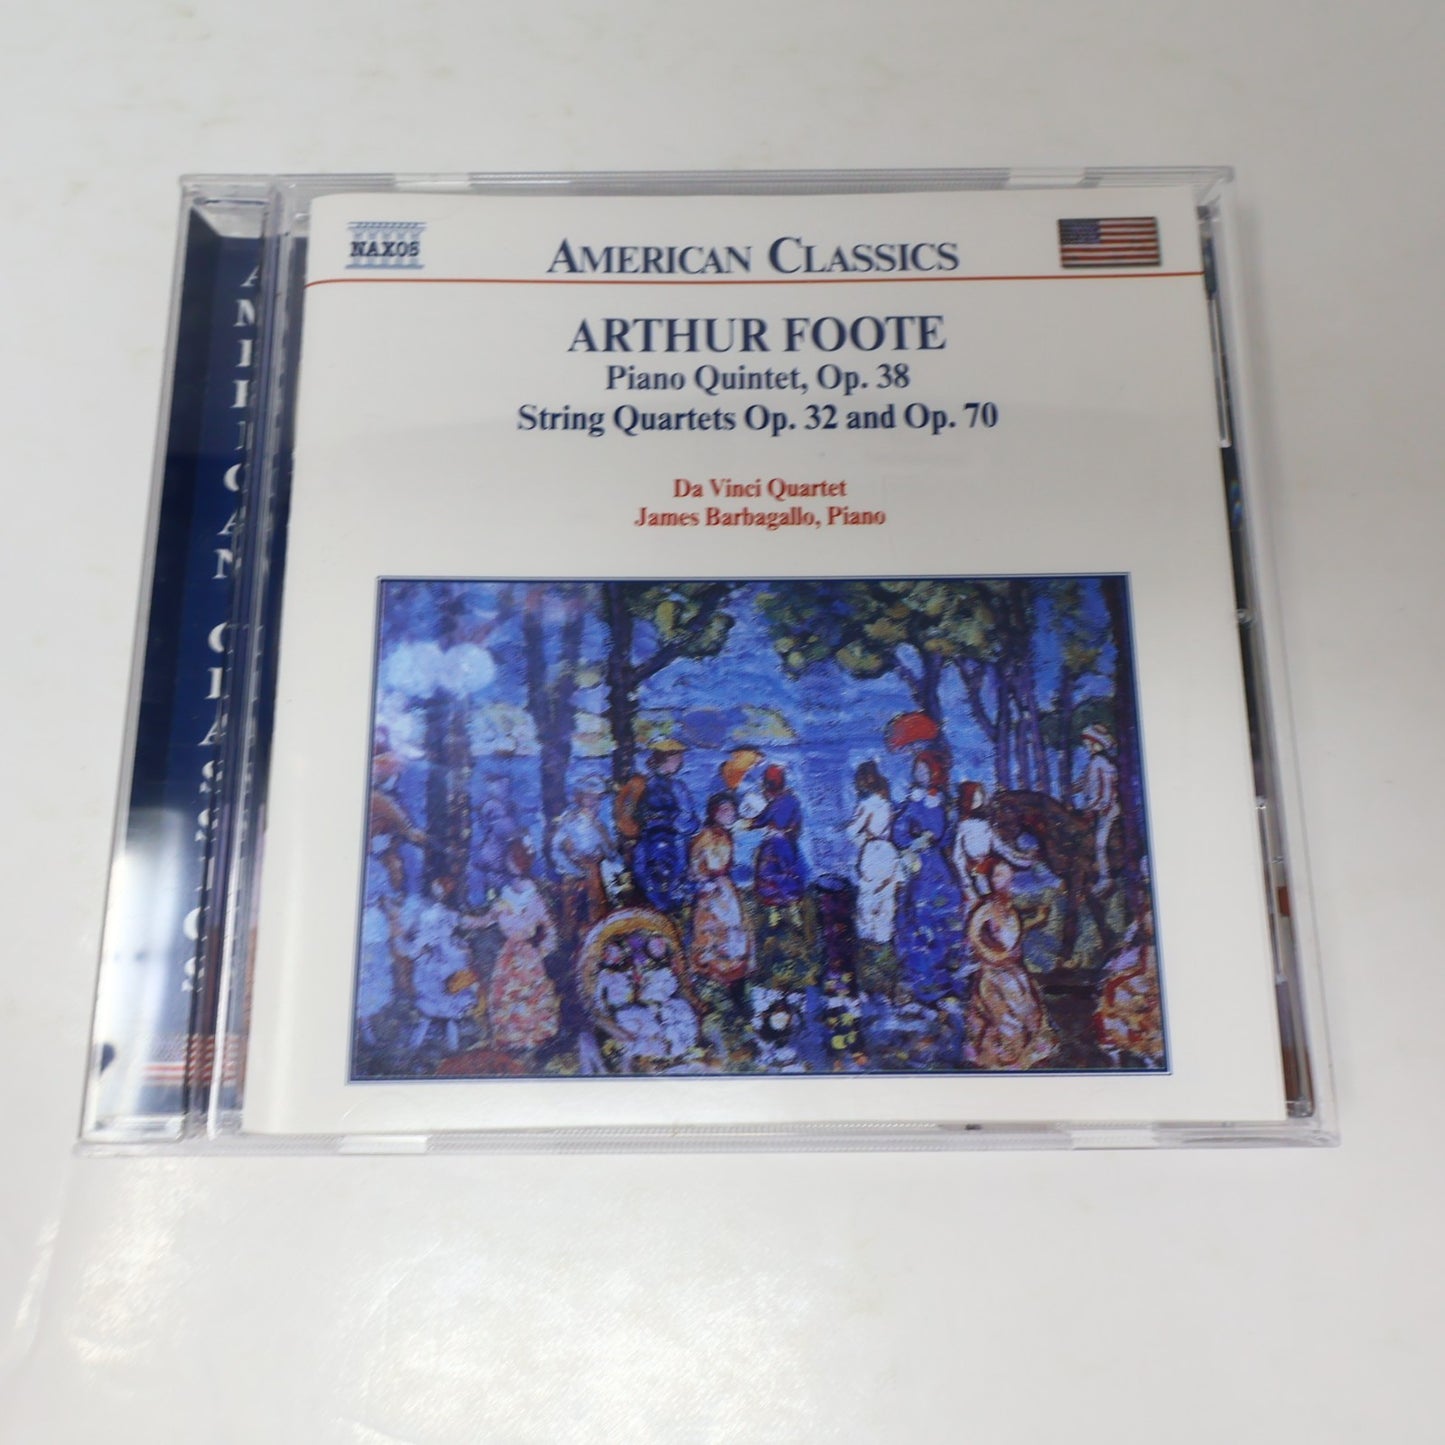 NAXOS
AMERICAN CLASSICS
ARTHUR FOOTE
Piano Quintet, Op. 38
String Quartets Op. 32 and Op. 70
Da Vinci Quartet
James Barbagallo, Piano
AMERICAN CLASSICS